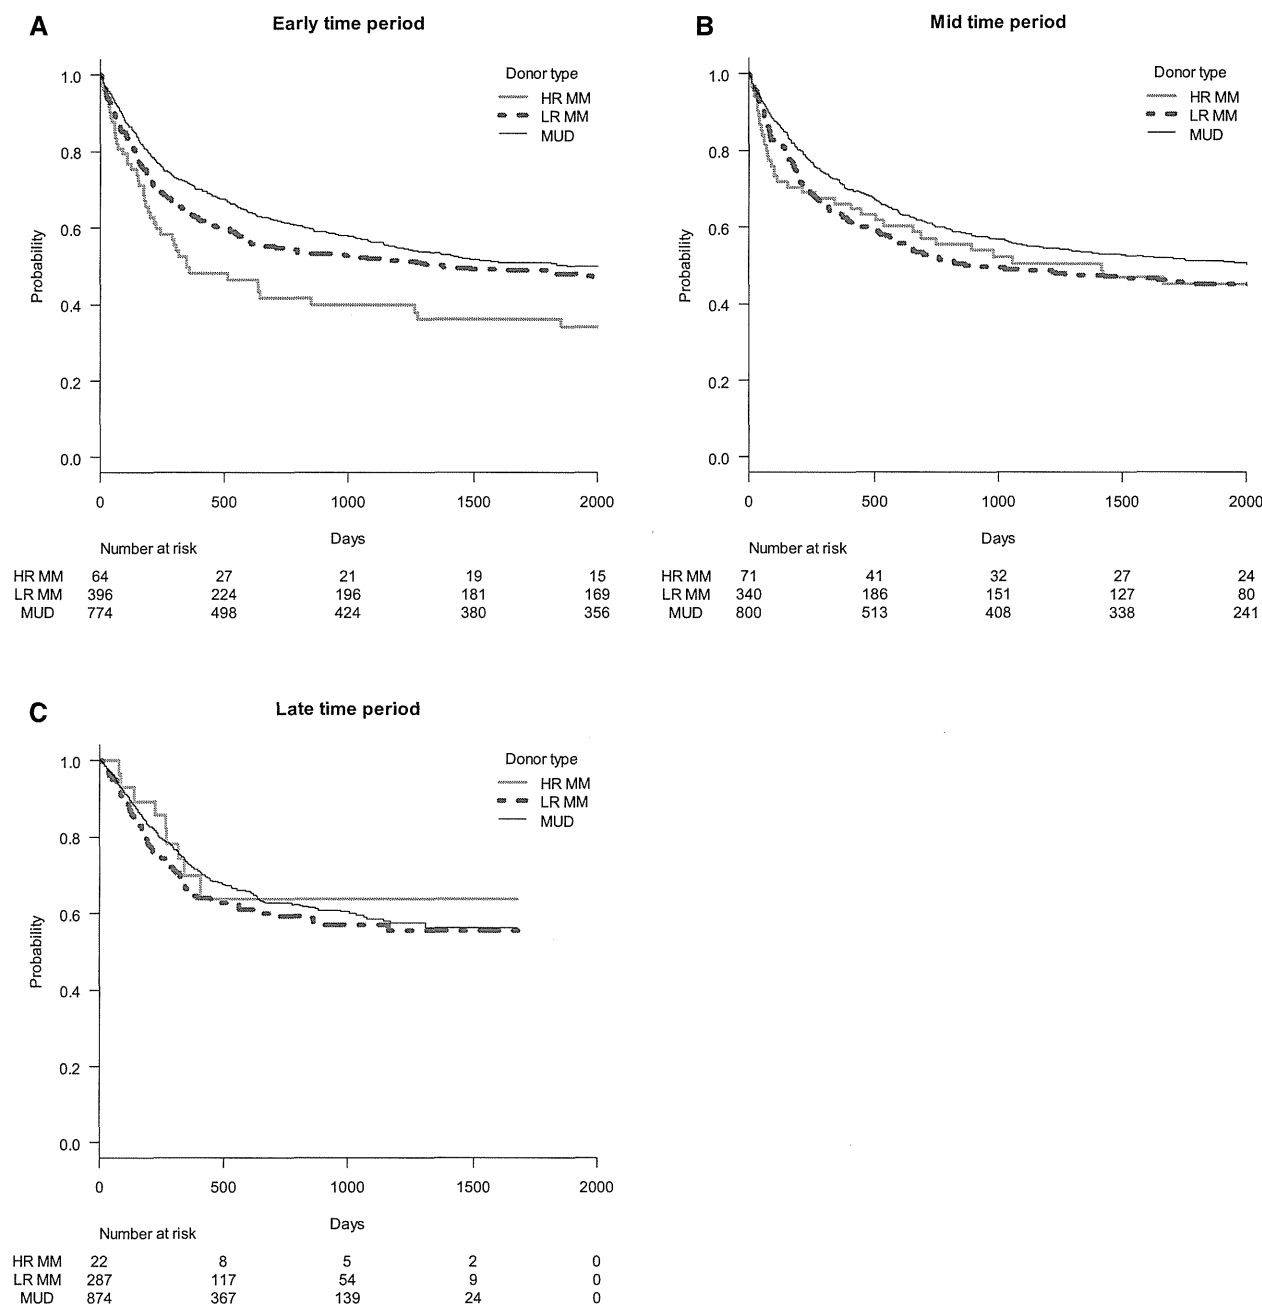 A
Early time period
1.0
0.8
0.6
0.4
0.2
0.0
Probability
Donor type
HR MM
LR MM
MUD
0 500 1000 1500 2000
Days
Number at risk
HR MM 64 27 21 19 15
LR MM 396 224 196 181 169
MUD 774 498 424 380 356
B
Mid time period
1.0
0.8
0.6
0.4
0.2
0.0
Probability
Donor type
HR MM
LR MM
MUD
0 500 1000 1500 2000
Days
Number at risk
HR MM 71 41 32 27 24
LR MM 340 186 151 127 80
MUD 800 513 408 338 241
C
Late time period
1.0
0.8
0.6
0.4
0.2
0.0
Probability
Donor type
HR MM
LR MM
MUD
0 500 1000 1500 2000
Days
Number at risk
HR MM 22 8 5 2 0
LR MM 287 117 54 9 0
MUD 874 367 139 24 0